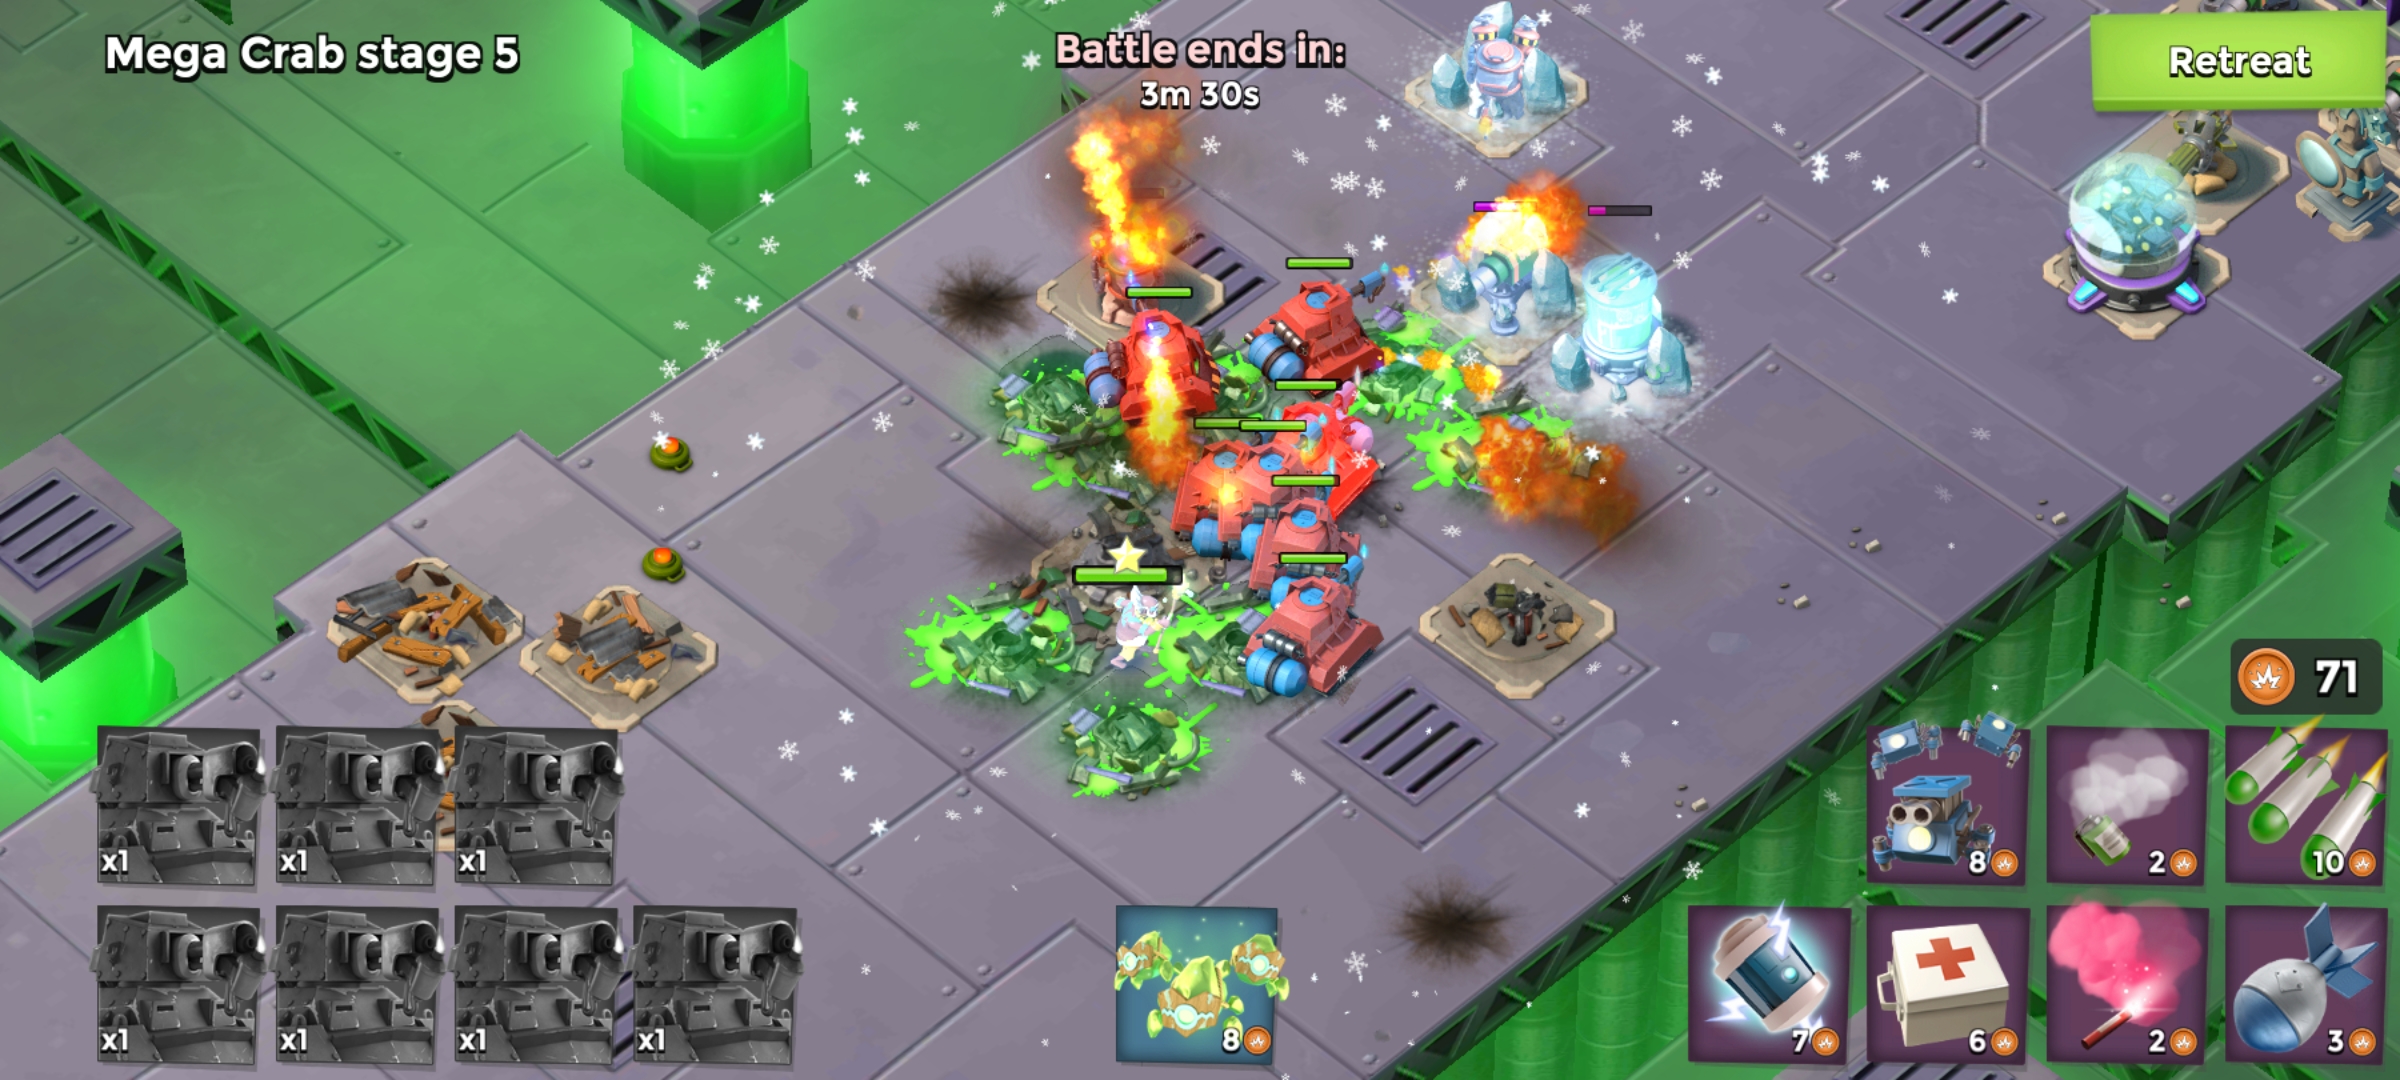 Mega Crab stage 5
Battle ends in:
3m 30s
Retreat
71
x1
x1
x1
8
2
10
x1
x1
x1
x1
8
7
6
2
3